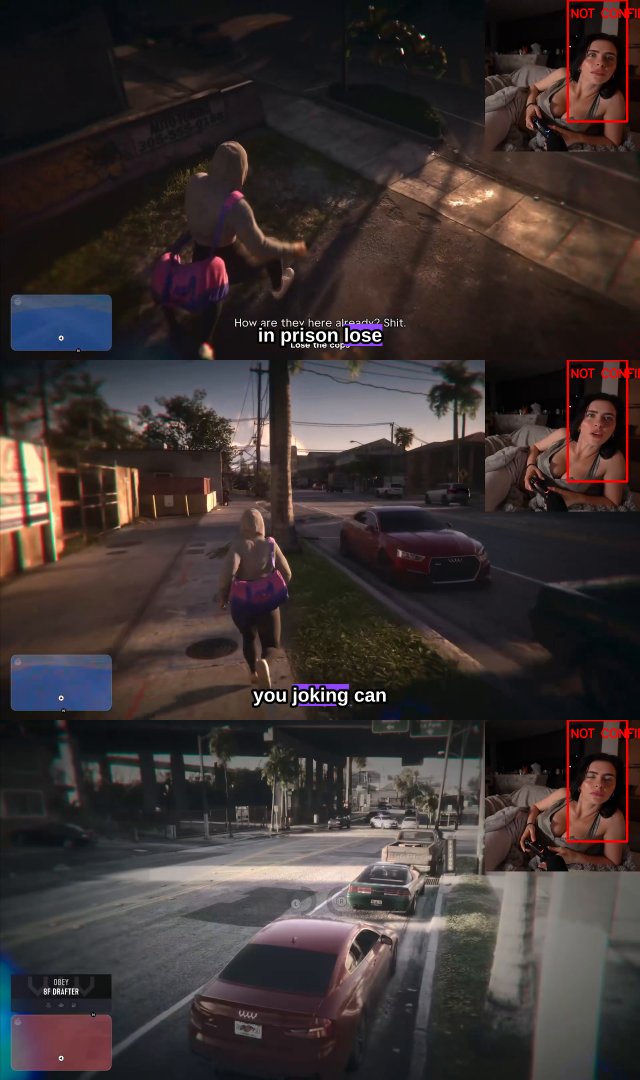 NOT CONFI
How are they here already? Shit.
in prison lose
Lose the cops
NOT CONFI
you joking can
NOT CONFI
OBEY
8F DRAFTER